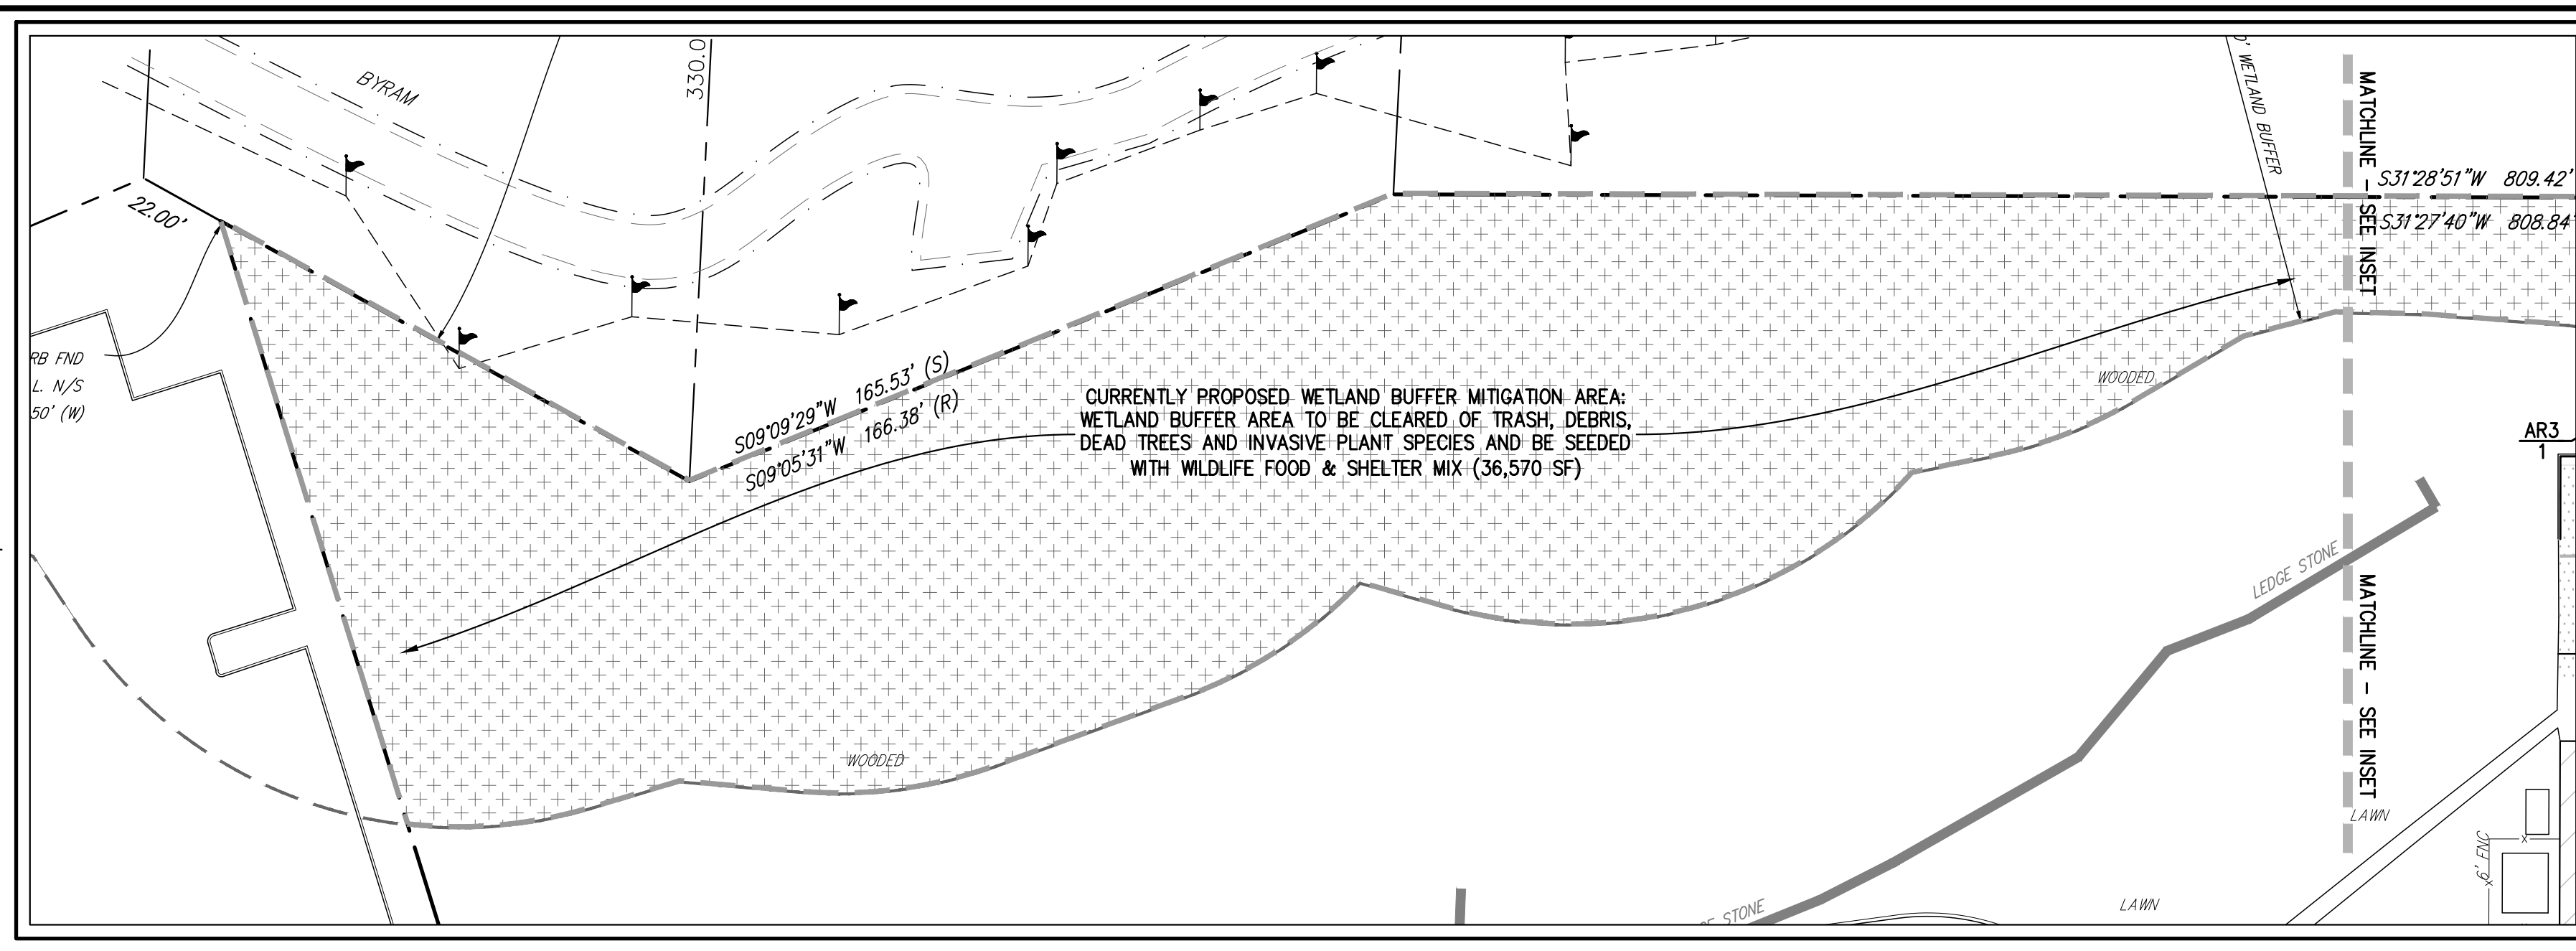 BYRAM
330.0
22.00'
RB FND
L. N/S
50' (W)
S09°09'29"W 165.53' (S)
S09°05'31"W 166.38' (R)
CURRENTLY PROPOSED WETLAND BUFFER MITIGATION AREA:
WETLAND BUFFER AREA TO BE CLEARED OF TRASH, DEBRIS,
DEAD TREES AND INVASIVE PLANT SPECIES AND BE SEEDED
WITH WILDLIFE FOOD & SHELTER MIX (36,570 SF)
0' WETLAND BUFFER
MATCHLINE - SEE INSET
S31°28'51"W 809.42'
S31°27'40"W 808.84
WOODED
WOODED
AR3
1
LEDGE STONE
MATCHLINE - SEE INSET
LAWN
6' FNC
X
X
LAWN
STONE